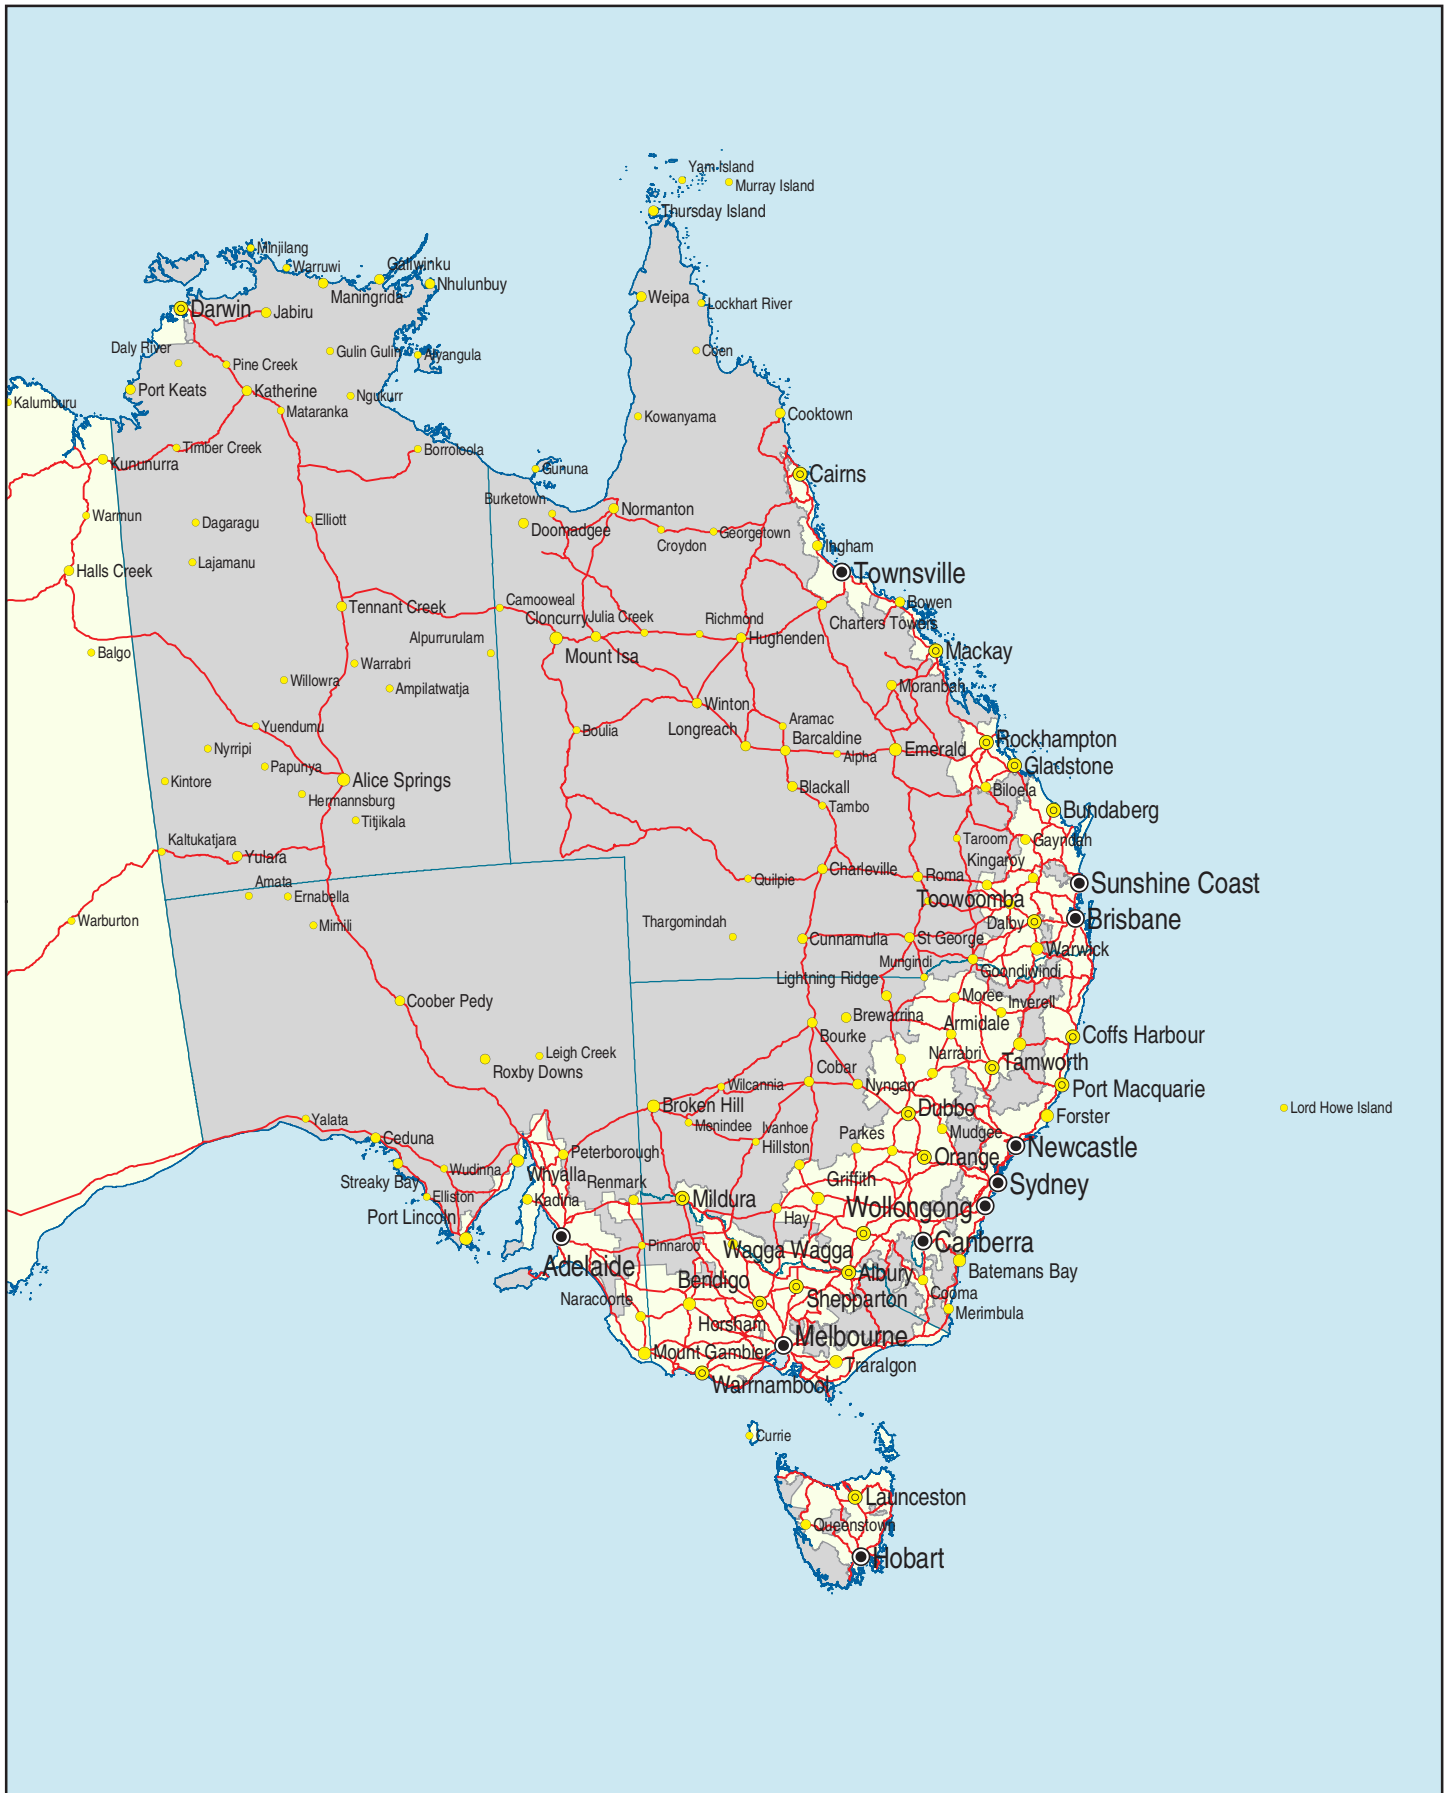 Yam Island
Murray Island
Thursday Island
Minjilang
Warruwi
Galiwinku
Maningrida
Nhulunbuy
Weipa
Lockhart River
Darwin
Jabiru
Daly River
Pine Creek
Gulin Gulin
Alyangula
Coen
Port Keats
Katherine
Ngukurr
Kalumburu
Mataranka
Kowanyama
Cooktown
Timber Creek
Borroloola
Kununurra
Gununa
Cairns
Burketown
Normanton
Warmun
Dagaragu
Elliott
Doomadgee
Croydon
Georgetown
Ingham
Lajamanu
Halls Creek
Townsville
Tennant Creek
Camooweal
Bowen
Cloncurry
Julia Creek
Richmond
Charters Towers
Alpurrurulam
Hughenden
Balgo
Mount Isa
Mackay
Warrabri
Willowra
Ampilatwatja
Moranbah
Winton
Yuendumu
Boulia
Longreach
Aramac
Barcaldine
Rockhampton
Nyrripi
Alpha
Emerald
Papunya
Gladstone
Kintore
Alice Springs
Blackall
Biloela
Hermannsburg
Tambo
Bundaberg
Titjikala
Kaltukatjara
Taroom
Gayndah
Yulara
Kingaroy
Charleville
Amata
Quilpie
Roma
Sunshine Coast
Ernabella
Toowoomba
Warburton
Mimili
Thargomindah
Dalby
Brisbane
Cunnamulla
St George
Warwick
Mungindi
Goondiwindi
Lightning Ridge
Coober Pedy
Moree
Inverell
Brewarrina
Armidale
Bourke
Coffs Harbour
Leigh Creek
Narrabri
Roxby Downs
Cobar
Tamworth
Wilcannia
Nyngan
Port Macquarie
Broken Hill
Dubbo
Lord Howe Island
Yalata
Menindee
Ivanhoe
Forster
Ceduna
Parkes
Mudgee
Hillston
Newcastle
Peterborough
Orange
Streaky Bay
Wudinna
Whyalla
Renmark
Griffith
Sydney
Elliston
Kadina
Mildura
Wollongong
Port Lincoln
Hay
Pinnaroo
Wagga Wagga
Canberra
Adelaide
Bendigo
Albury
Batemans Bay
Naracoorte
Shepparton
Cooma
Merimbula
Horsham
Melbourne
Mount Gambier
Traralgon
Warrnambool
Currie
Launceston
Queenstown
Hobart